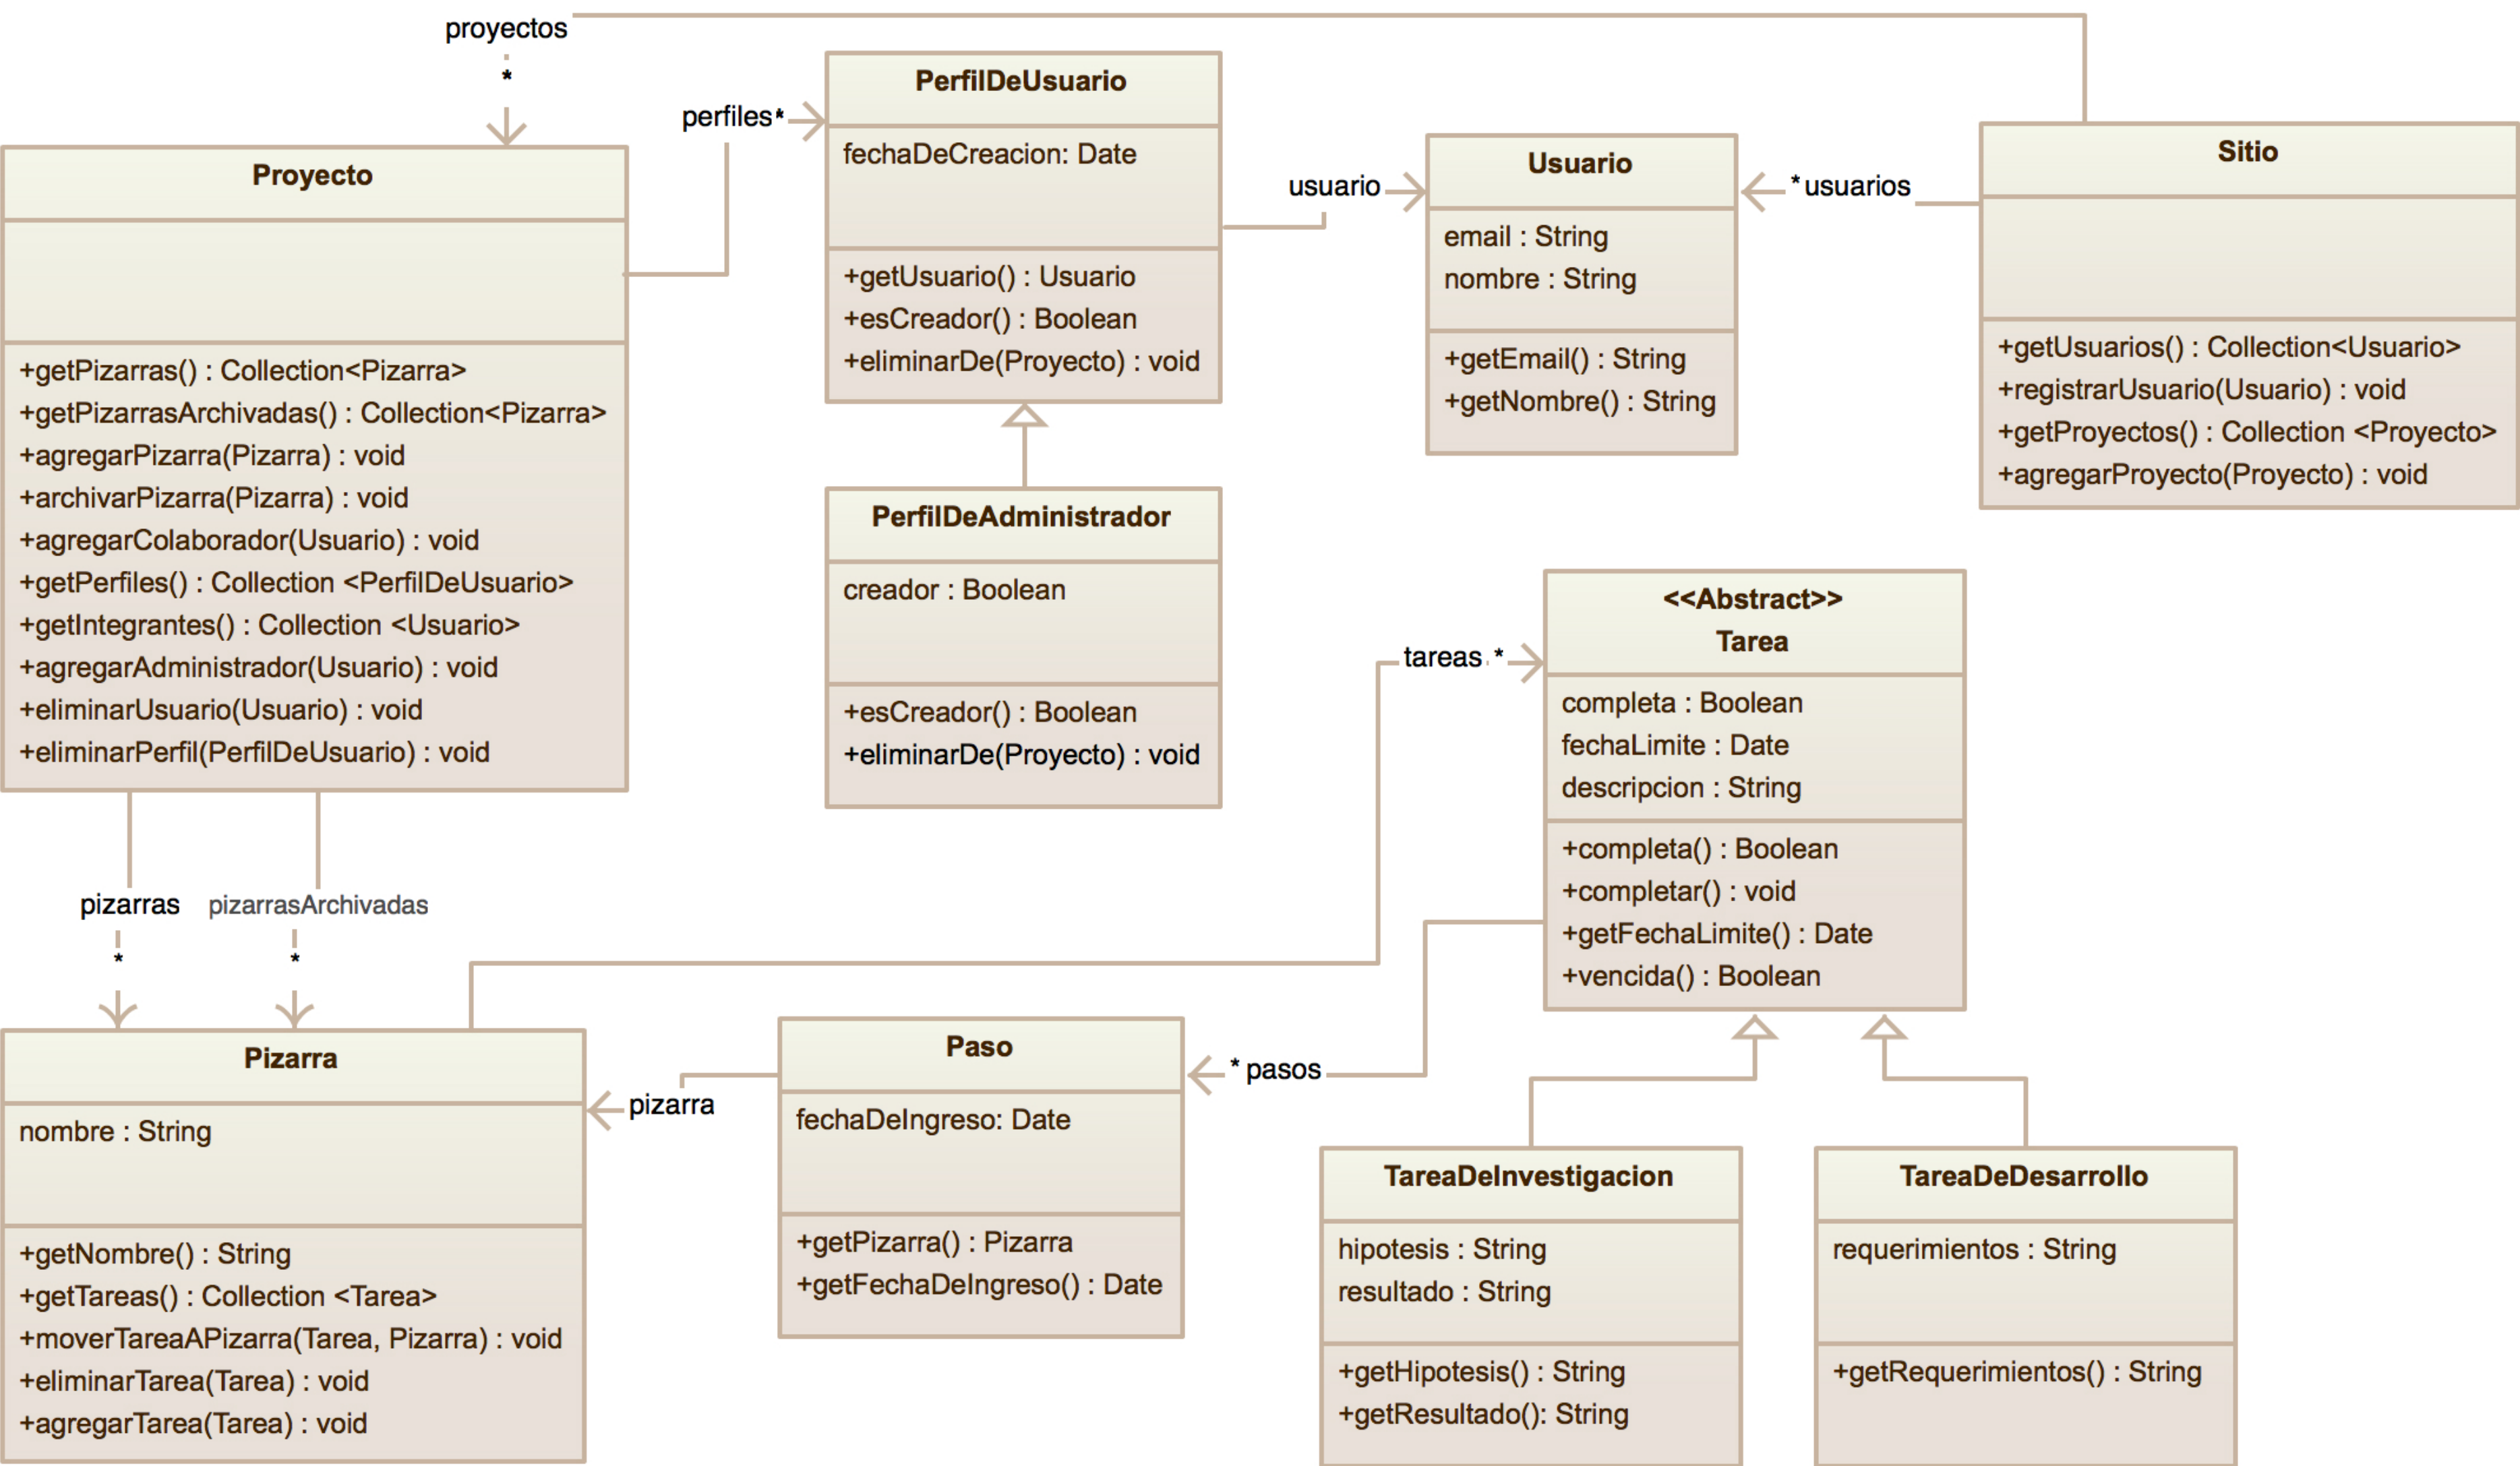 proyectos
*
perfiles*
PerfilDeUsuario
fechaDeCreacion: Date
+getUsuario() : Usuario
+esCreador() : Boolean
+eliminarDe(Proyecto) : void
usuario
Usuario
email : String
nombre : String
+getEmail() : String
+getNombre() : String
* usuarios
Sitio
+getUsuarios() : Collection<Usuario>
+registrarUsuario(Usuario) : void
+getProyectos() : Collection <Proyecto>
+agregarProyecto(Proyecto) : void
Proyecto
+getPizarras() : Collection<Pizarra>
+getPizarrasArchivadas() : Collection<Pizarra>
+agregarPizarra(Pizarra) : void
+archivarPizarra(Pizarra) : void
+agregarColaborador(Usuario) : void
+getPerfiles() : Collection <PerfilDeUsuario>
+getIntegrantes() : Collection <Usuario>
+agregarAdministrador(Usuario) : void
+eliminarUsuario(Usuario) : void
+eliminarPerfil(PerfilDeUsuario) : void
PerfilDeAdministrador
creador : Boolean
+esCreador() : Boolean
+eliminarDe(Proyecto) : void
tareas *
<<Abstract>>
Tarea
completa : Boolean
fechaLimite : Date
descripcion : String
+completa() : Boolean
+completar() : void
+getFechaLimite() : Date
+vencida() : Boolean
pizarras
*
pizarrasArchivadas
*
Pizarra
nombre : String
+getNombre() : String
+getTareas() : Collection <Tarea>
+moverTareaAPizarra(Tarea, Pizarra) : void
+eliminarTarea(Tarea) : void
+agregarTarea(Tarea) : void
pizarra
Paso
fechaDeIngreso: Date
+getPizarra() : Pizarra
+getFechaDeIngreso() : Date
* pasos
TareaDeInvestigacion
hipotesis : String
resultado : String
+getHipotesis() : String
+getResultado(): String
TareaDeDesarrollo
requerimientos : String
+getRequerimientos() : String